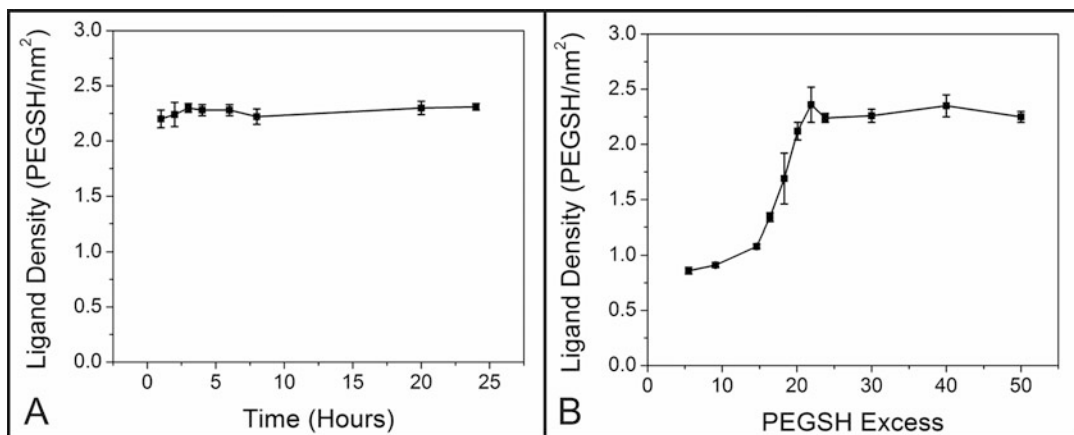 3.0
2.5
2.0
1.5
1.0
0.5
0.0
Ligand Density (PEGSH/nm²)
0 5 10 15 20 25
Time (Hours)
A
3.0
2.5
2.0
1.5
1.0
0.5
0.0
Ligand Density (PEGSH/nm²)
0 10 20 30 40 50
PEGSH Excess
B